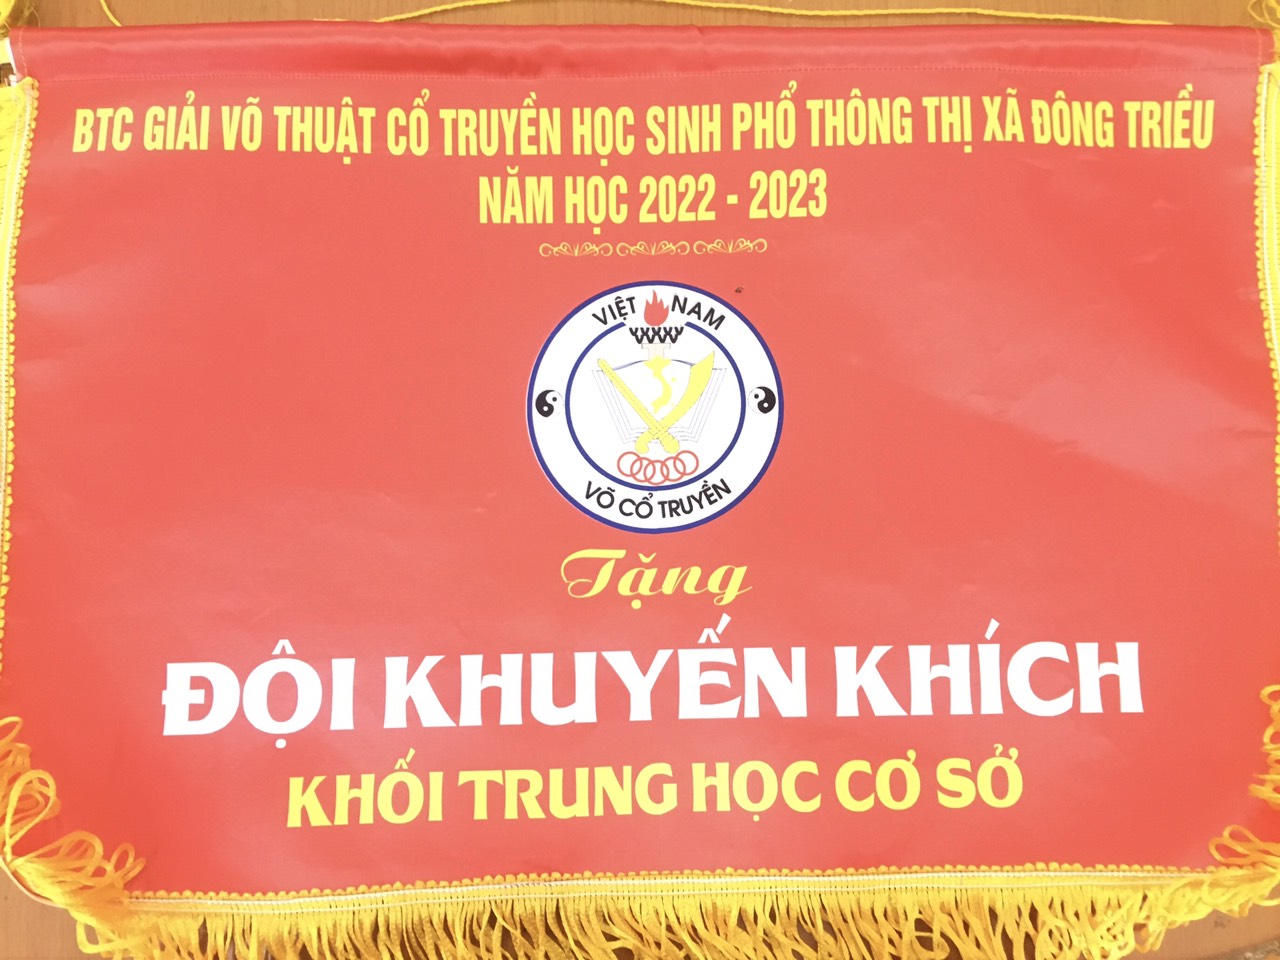 BTC GIẢI VÕ THUẬT CỔ TRUYỀN HỌC SINH PHỔ THÔNG THỊ XÃ ĐÔNG TRIỀU
NĂM HỌC 2022 - 2023
VIỆT NAM
VÕ CỔ TRUYỀN
Tặng
ĐỘI KHUYẾN KHÍCH
KHỐI TRUNG HỌC CƠ SỞ